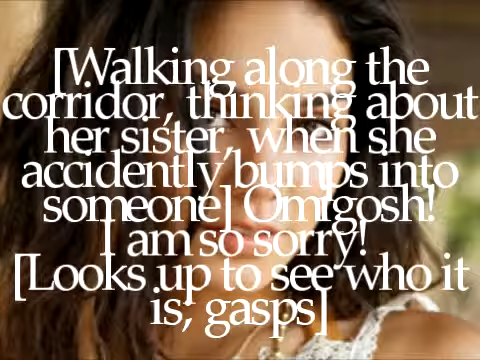 [Walking along the
corridor, thinking about
her sister, when she
accidently bumps into
someone] Omigosh!
I am so sorry!
[Looks up to see who it
is; gasps]